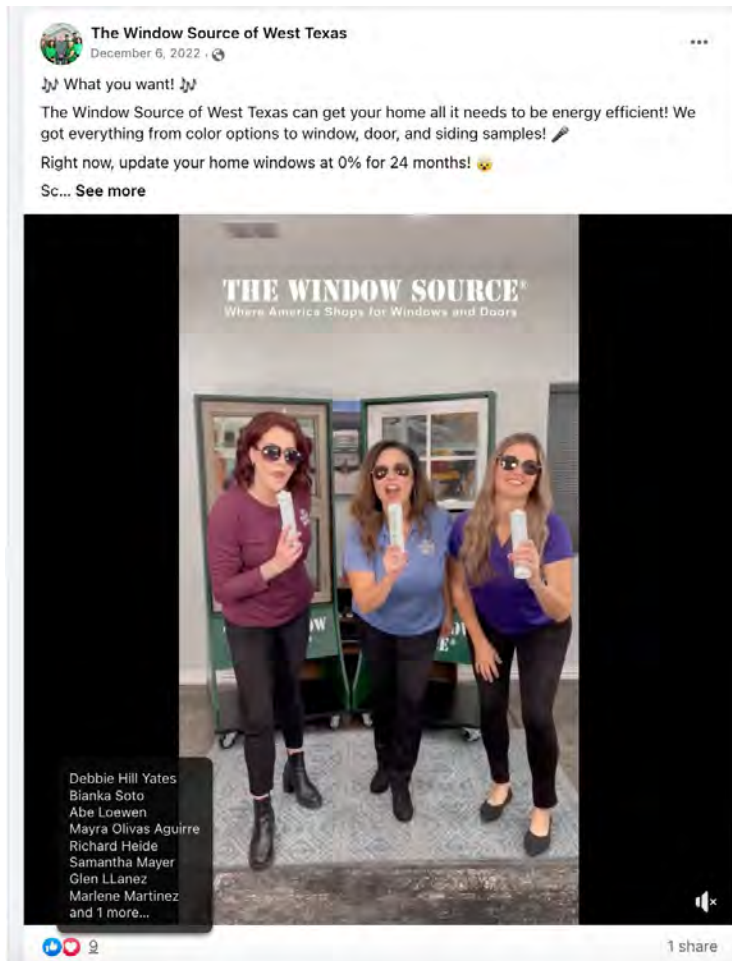 The Window Source of West Texas
December 6, 2022 ·
🎶 What you want! 🎶
The Window Source of West Texas can get your home all it needs to be energy efficient! We
got everything from color options to window, door, and siding samples! 🎤
Right now, update your home windows at 0% for 24 months! 🤯
Sc... See more
THE WINDOW SOURCE®
Where America Shops for Windows and Doors
Debbie Hill Yates
Bianka Soto
Abe Loewen
Mayra Olivas Aguirre
Richard Heide
Samantha Mayer
Glen LLanez
Marlene Martinez
and 1 more...
9
1 share